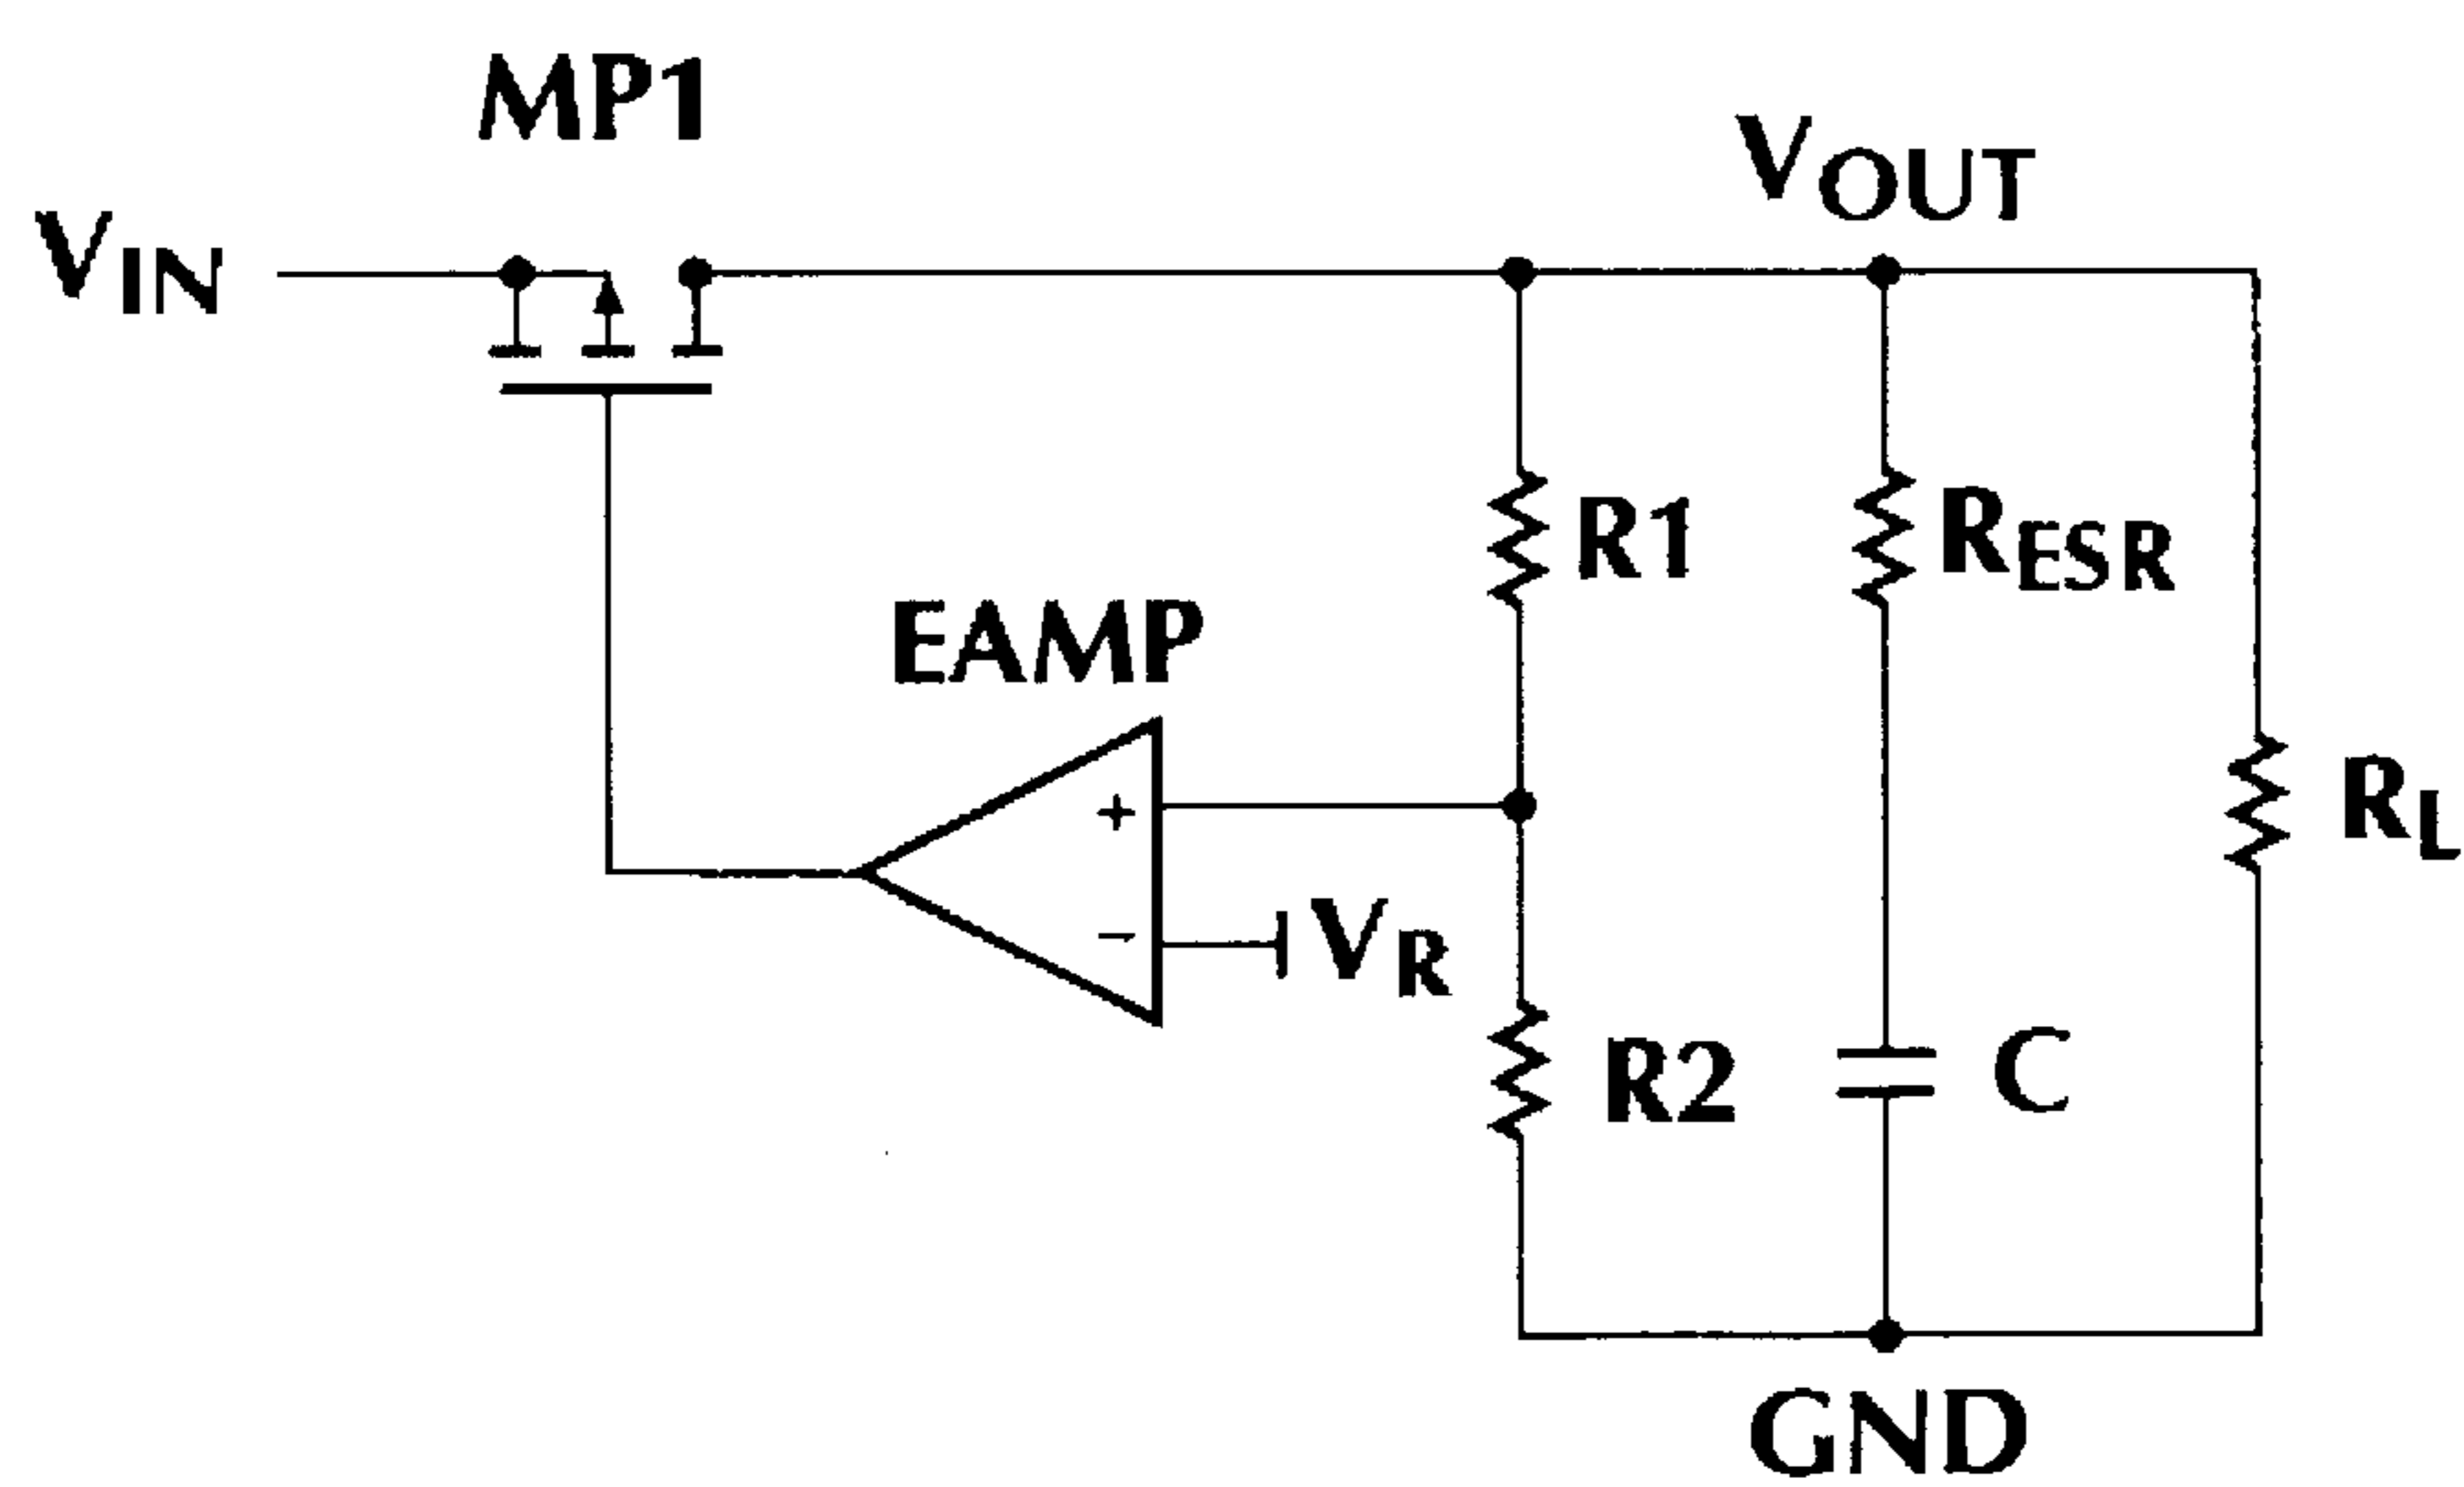 MP1
VOUT
VIN
R1
RESR
EAMP
+
RL
−
VR
R2
C
GND